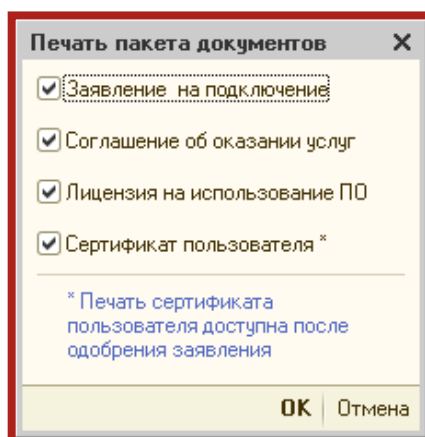 Печать пакета документов
Заявление на подключение
Соглашение об оказании услуг
Лицензия на использование ПО
Сертификат пользователя *
* Печать сертификата
пользователя доступна после
одобрения заявления
ОК Отмена